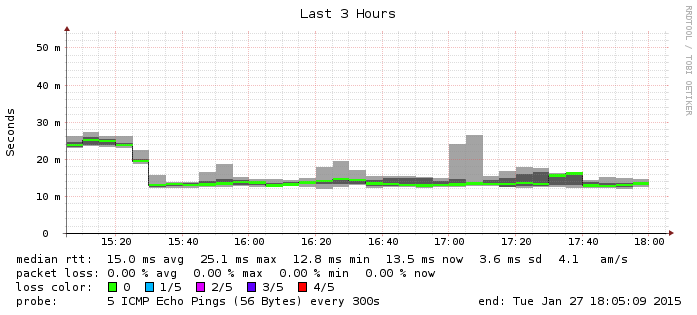 Last 3 Hours
RRDTOOL / TOBI OETIKER
Seconds
50 m
40 m
30 m
20 m
10 m
0
15:20 15:40 16:00 16:20 16:40 17:00 17:20 17:40 18:00
median rtt: 15.0 ms avg 25.1 ms max 12.8 ms min 13.5 ms now 3.6 ms sd 4.1 am/s
packet loss: 0.00 % avg 0.00 % max 0.00 % min 0.00 % now
loss color: 0 1/5 2/5 3/5 4/5
probe: 5 ICMP Echo Pings (56 Bytes) every 300s end: Tue Jan 27 18:05:09 2015